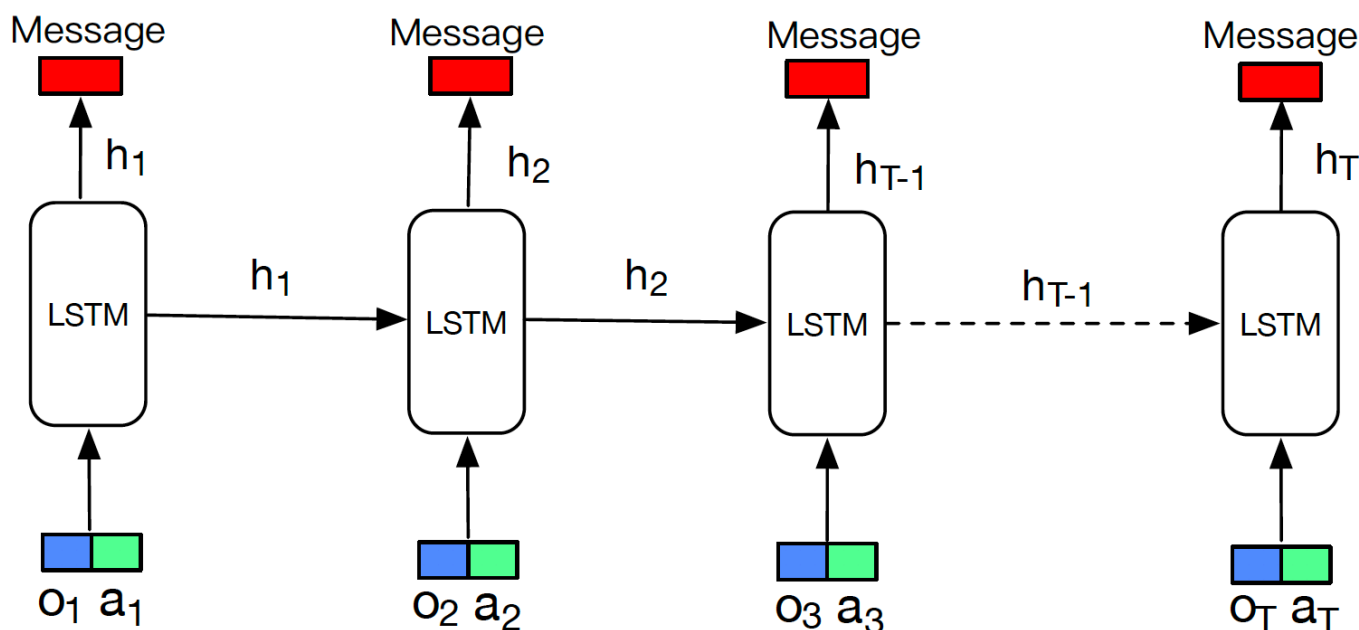 Message Message Message Message
h₁ h₂ hT-1 hT
h₁ h₂ hT-1
LSTM LSTM LSTM LSTM
o₁ a₁ o₂ a₂ o₃ a₃ oT aT